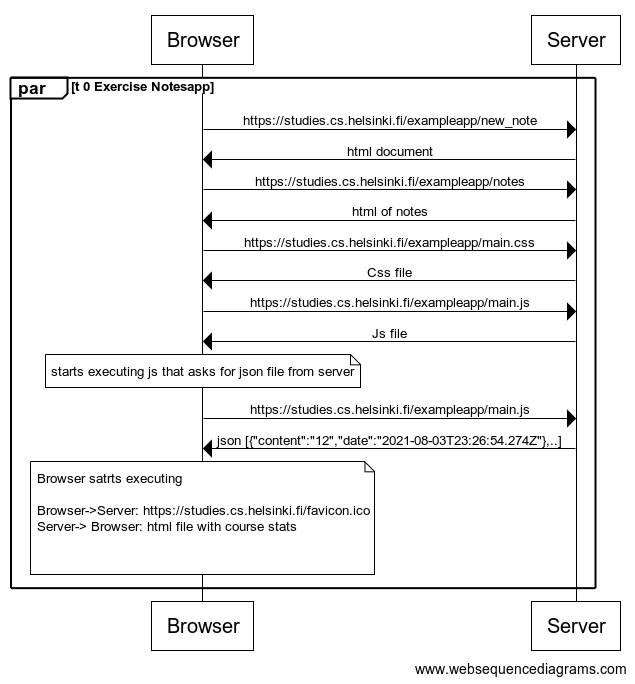 Browser
Server
par
[t 0 Exercise Notesapp]
https://studies.cs.helsinki.fi/exampleapp/new_note
html document
https://studies.cs.helsinki.fi/exampleapp/notes
html of notes
https://studies.cs.helsinki.fi/exampleapp/main.css
Css file
https://studies.cs.helsinki.fi/exampleapp/main.js
Js file
starts executing js that asks for json file from server
https://studies.cs.helsinki.fi/exampleapp/main.js
json [{"content":"12","date":"2021-08-03T23:26:54.274Z"},..]
Browser satrts executing
Browser->Server: https://studies.cs.helsinki.fi/favicon.ico
Server-> Browser: html file with course stats
Browser
Server
www.websequencediagrams.com